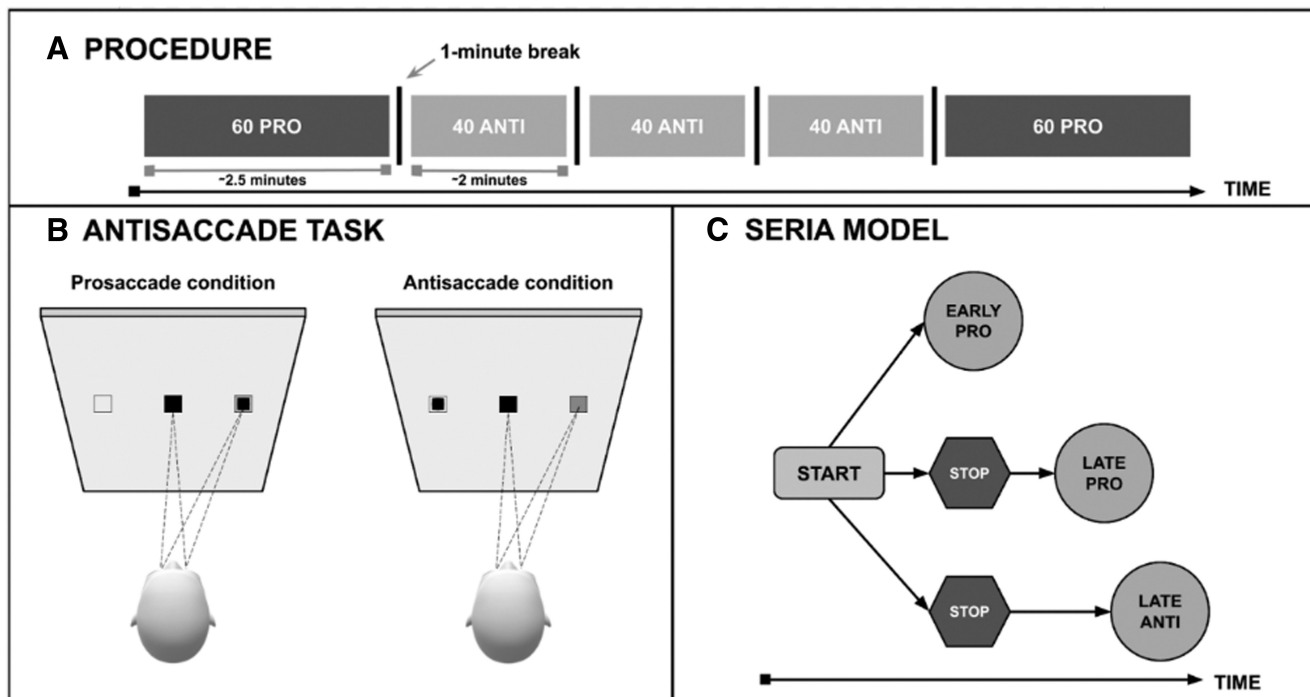 A PROCEDURE
1-minute break
60 PRO
40 ANTI
40 ANTI
40 ANTI
60 PRO
~2.5 minutes
~2 minutes
TIME
B ANTISACCADE TASK
Prosaccade condition
Antisaccade condition
C SERIA MODEL
EARLY
PRO
START
STOP
LATE
PRO
STOP
LATE
ANTI
TIME